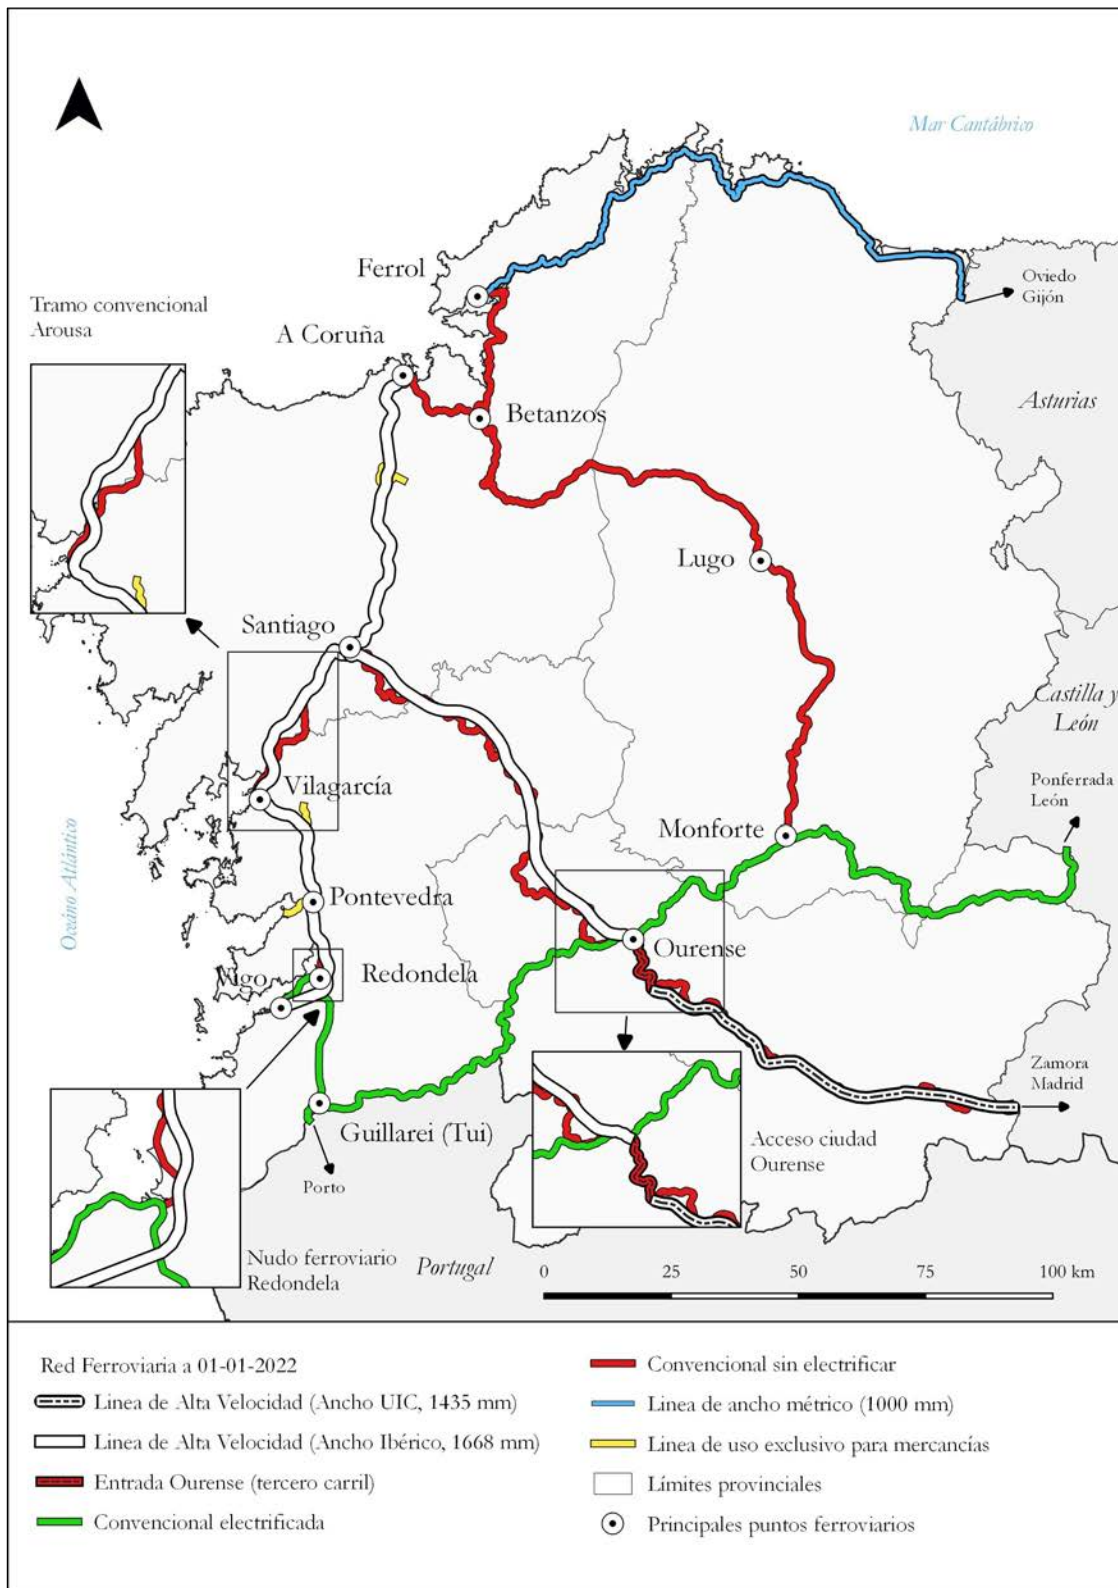 Mar Cantábrico
Ferrol
Oviedo
Gijón
Tramo convencional
Arousa
A Coruña
Betanzos
Asturias
Lugo
Santiago
Castilla y
León
Ponferrada
León
Vilagarcía
Monforte
Océano Atlántico
Pontevedra
Ourense
Vigo
Redondela
Zamora
Madrid
Guillarei (Tui)
Acceso ciudad
Ourense
Porto
Nudo ferroviario
Redondela
Portugal
0 25 50 75 100 km
Red Ferroviaria a 01-01-2022
Linea de Alta Velocidad (Ancho UIC, 1435 mm)
Linea de Alta Velocidad (Ancho Ibérico, 1668 mm)
Entrada Ourense (tercero carril)
Convencional electrificada
Convencional sin electrificar
Linea de ancho métrico (1000 mm)
Linea de uso exclusivo para mercancías
Límites provinciales
Principales puntos ferroviarios